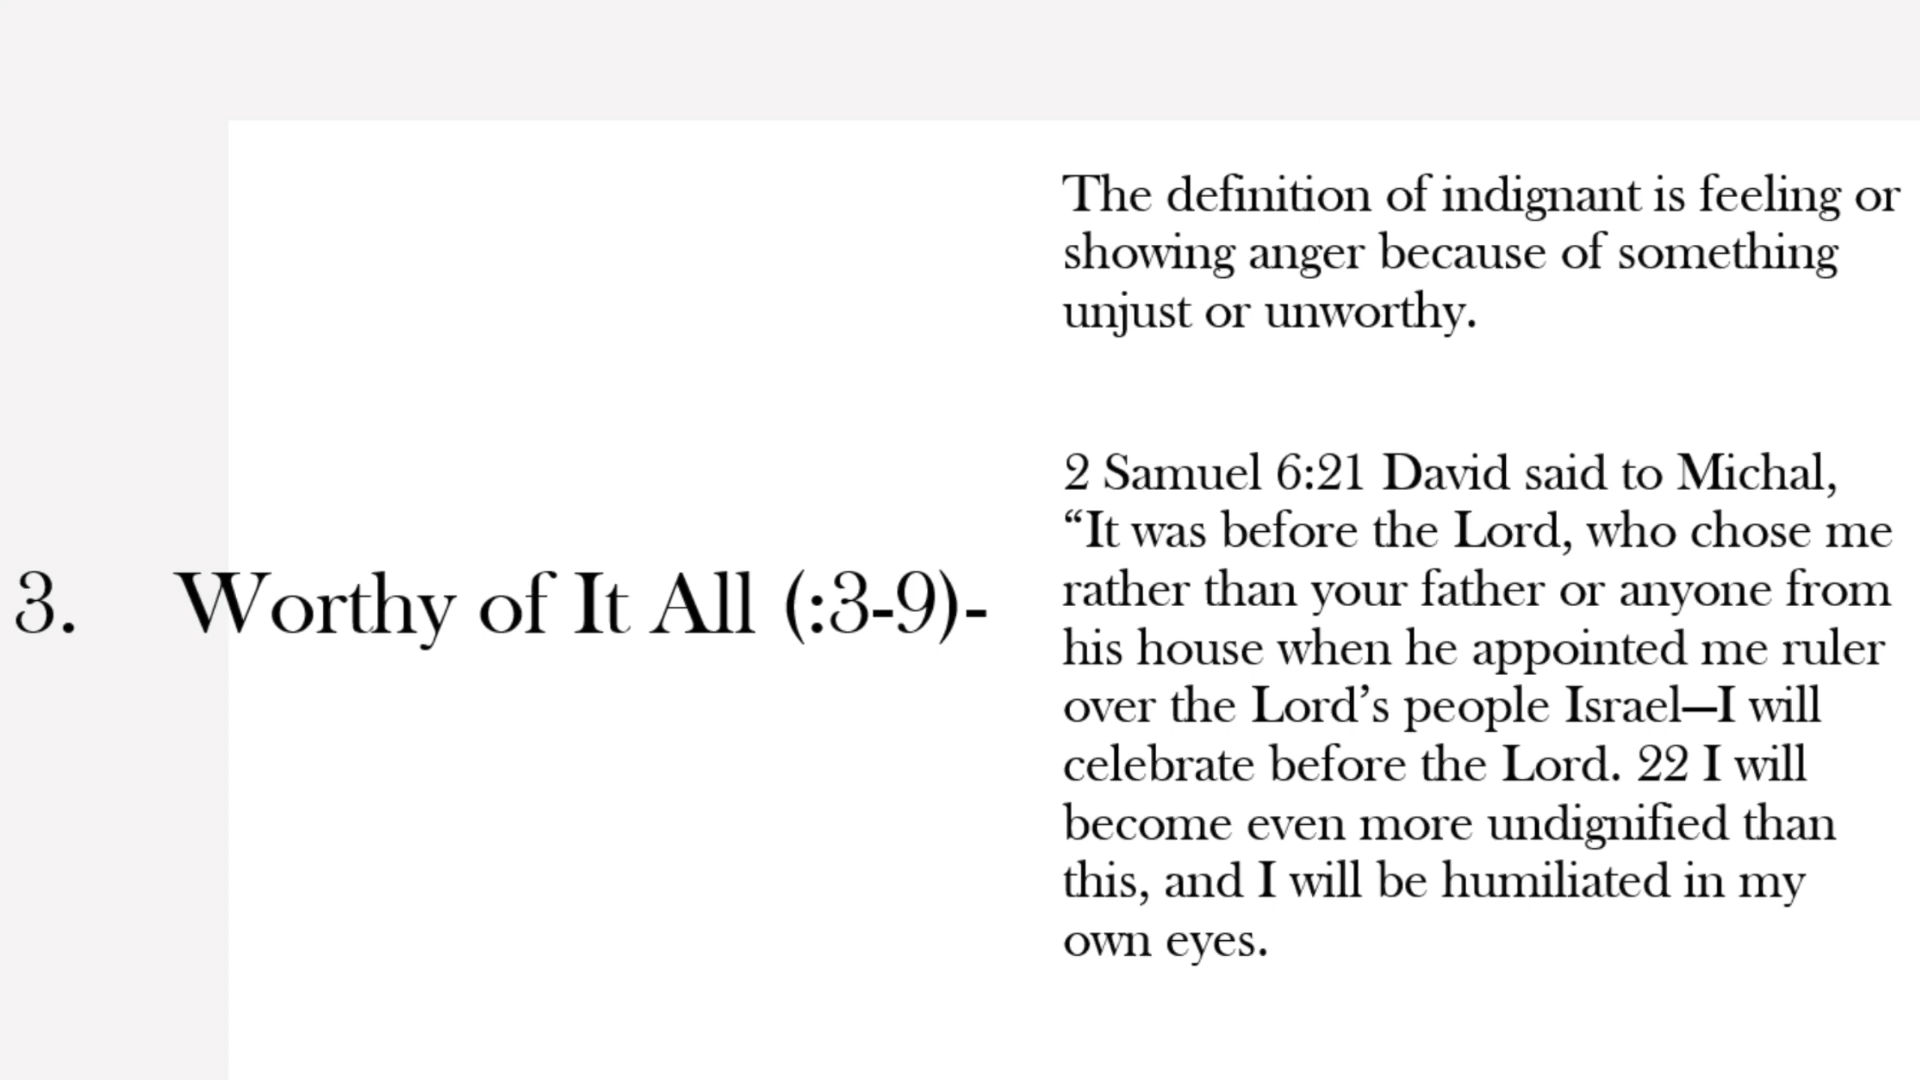 3. Worthy of It All (:3-9)-
The definition of indignant is feeling or
showing anger because of something
unjust or unworthy.
2 Samuel 6:21 David said to Michal,
“It was before the Lord, who chose me
rather than your father or anyone from
his house when he appointed me ruler
over the Lord’s people Israel—I will
celebrate before the Lord. 22 I will
become even more undignified than
this, and I will be humiliated in my
own eyes.